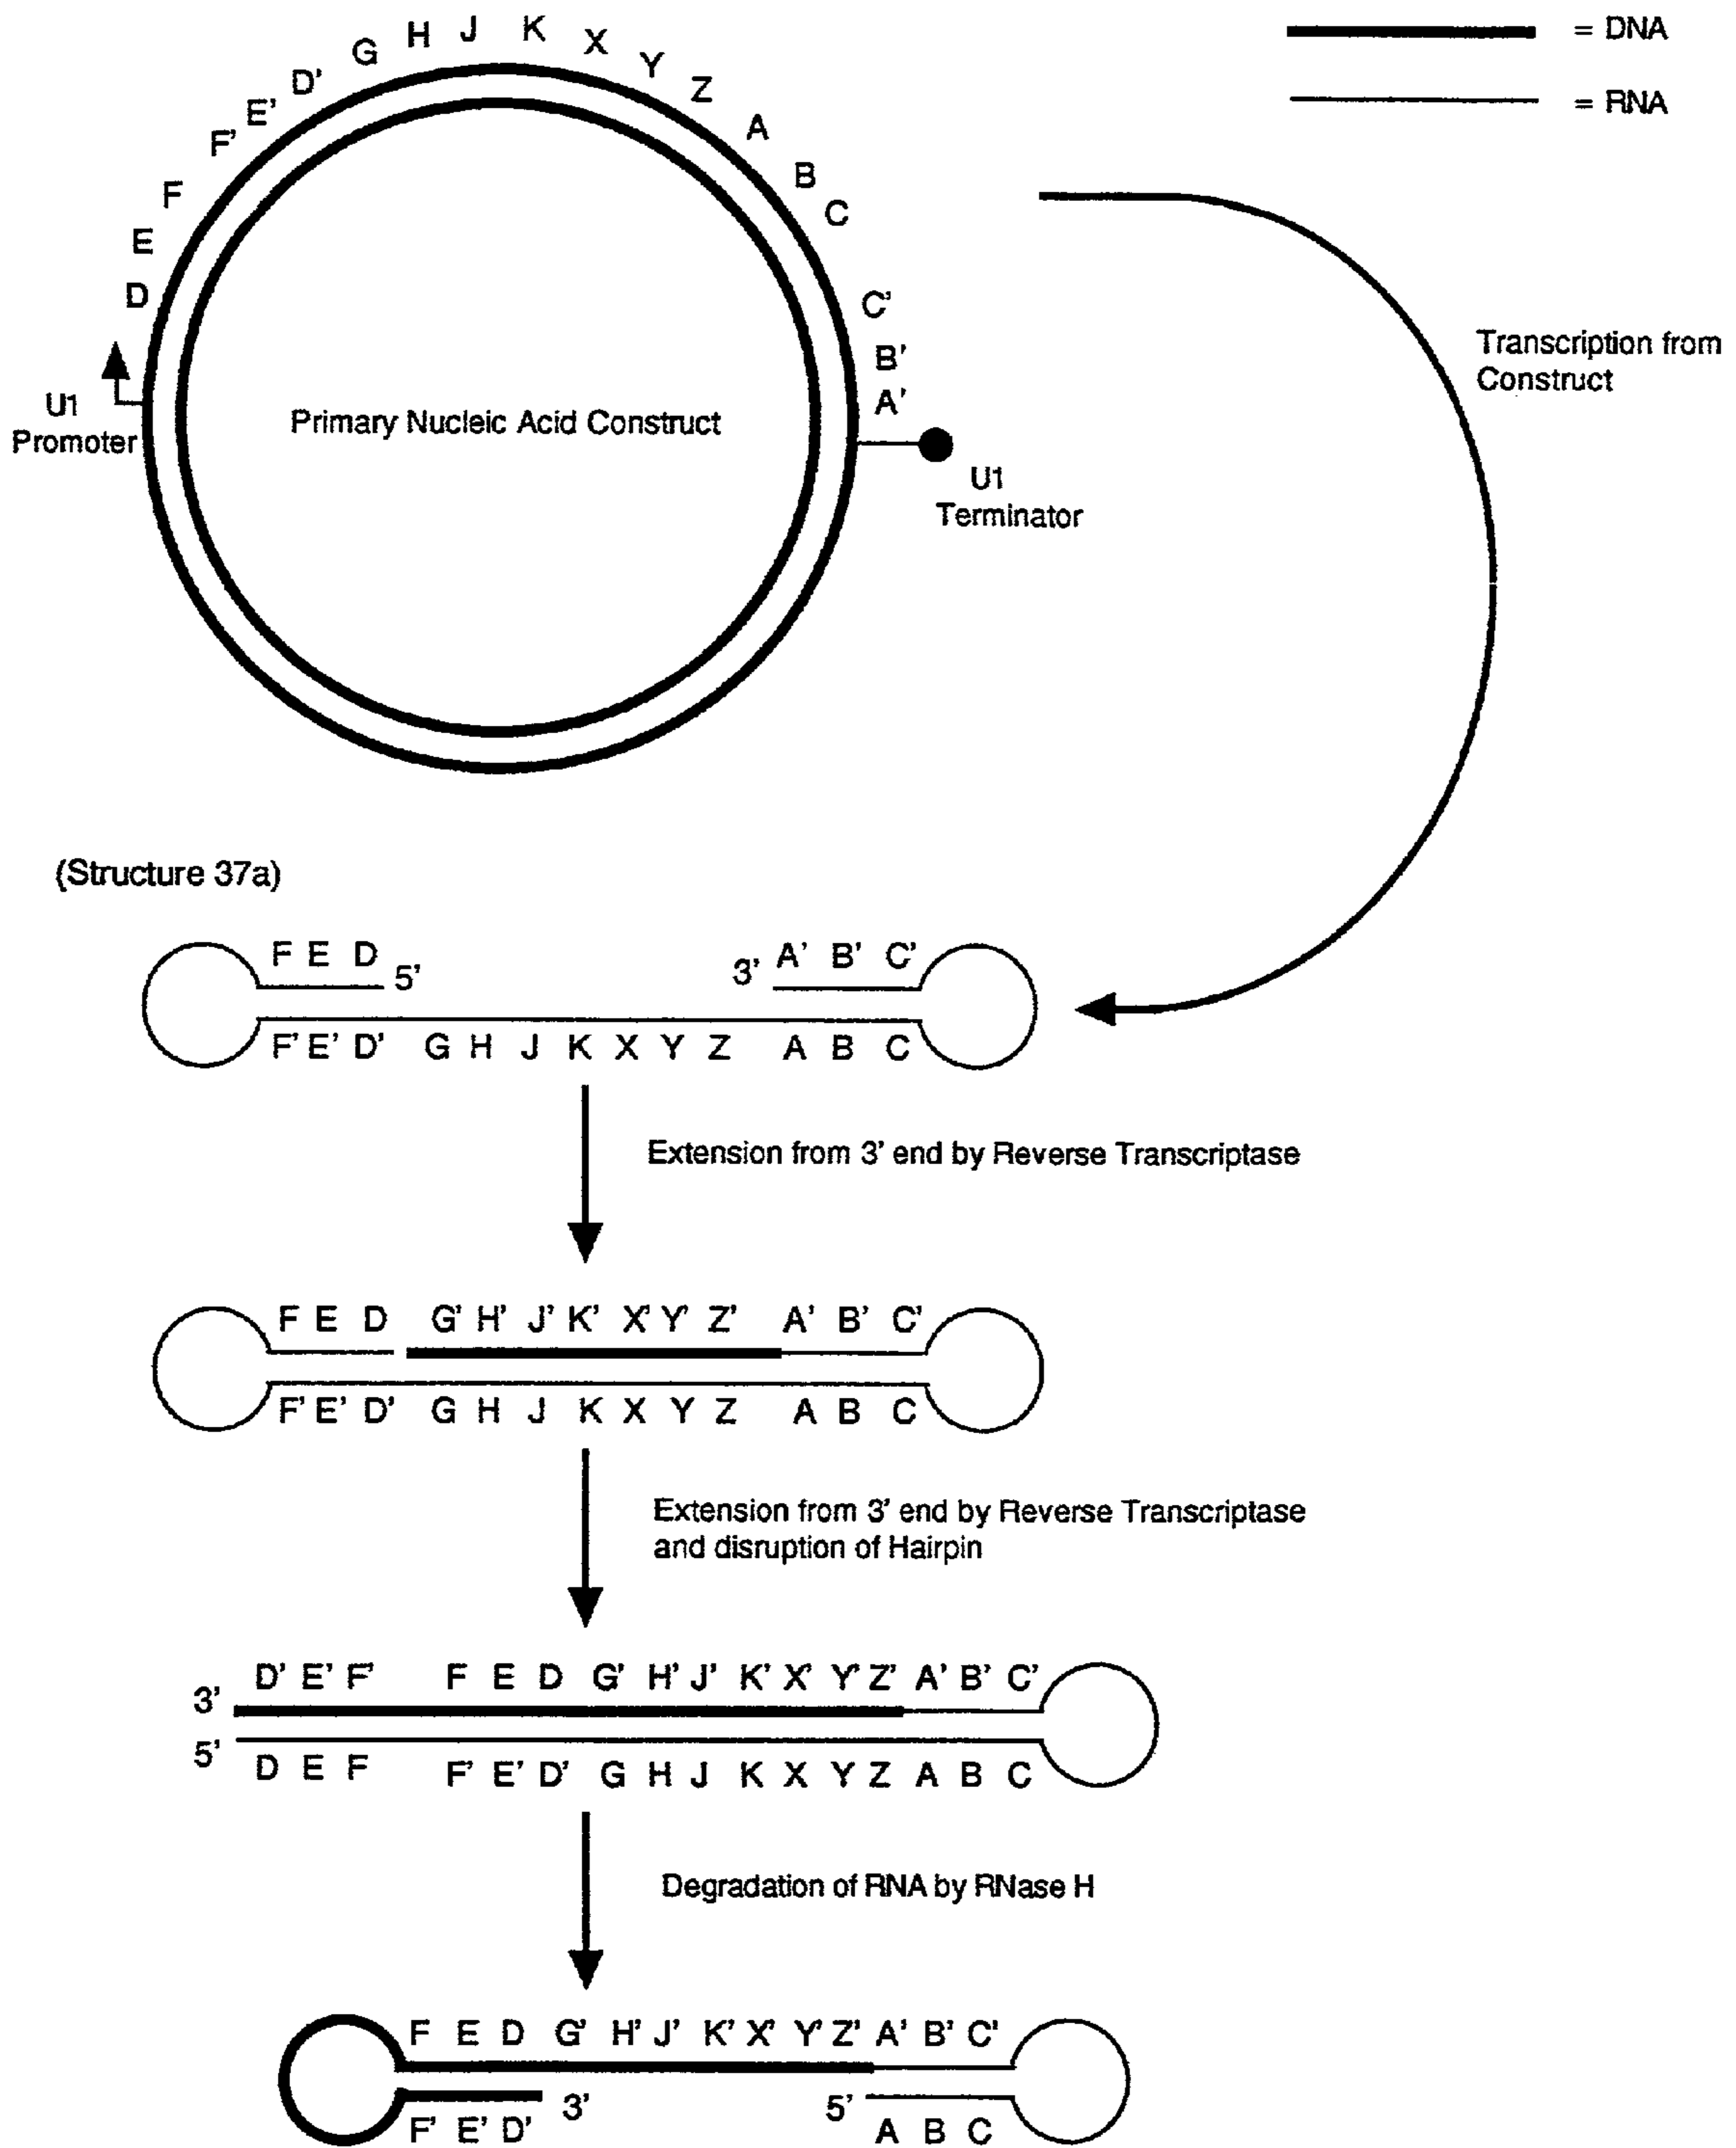 = DNA
= RNA
D E F F' E' D' G H J K X Y Z A B C C' B' A'
U1
Promoter
Primary Nucleic Acid Construct
U1
Terminator
Transcription from
Construct
(Structure 37a)
F E D 5' 3' A' B' C'
F' E' D' G H J K X Y Z A B C
Extension from 3' end by Reverse Transcriptase
F E D G' H' J' K' X' Y' Z' A' B' C'
F' E' D' G H J K X Y Z A B C
Extension from 3' end by Reverse Transcriptase
and disruption of Hairpin
D' E' F' F E D G' H' J' K' X' Y' Z' A' B' C'
3'
5'
D E F F' E' D' G H J K X Y Z A B C
Degradation of RNA by RNase H
F E D G' H' J' K' X' Y' Z' A' B' C'
3' 5'
F' E' D' A B C